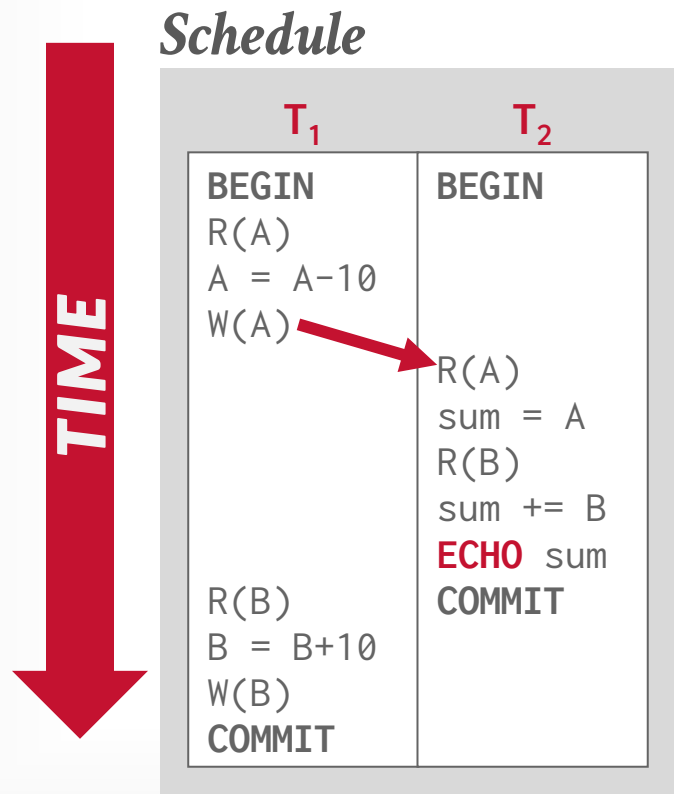 Schedule
TIME
T1 T2
BEGIN BEGIN
R(A)
A = A-10
W(A)
R(A)
sum = A
R(B)
sum += B
ECHO sum
R(B) COMMIT
B = B+10
W(B)
COMMIT